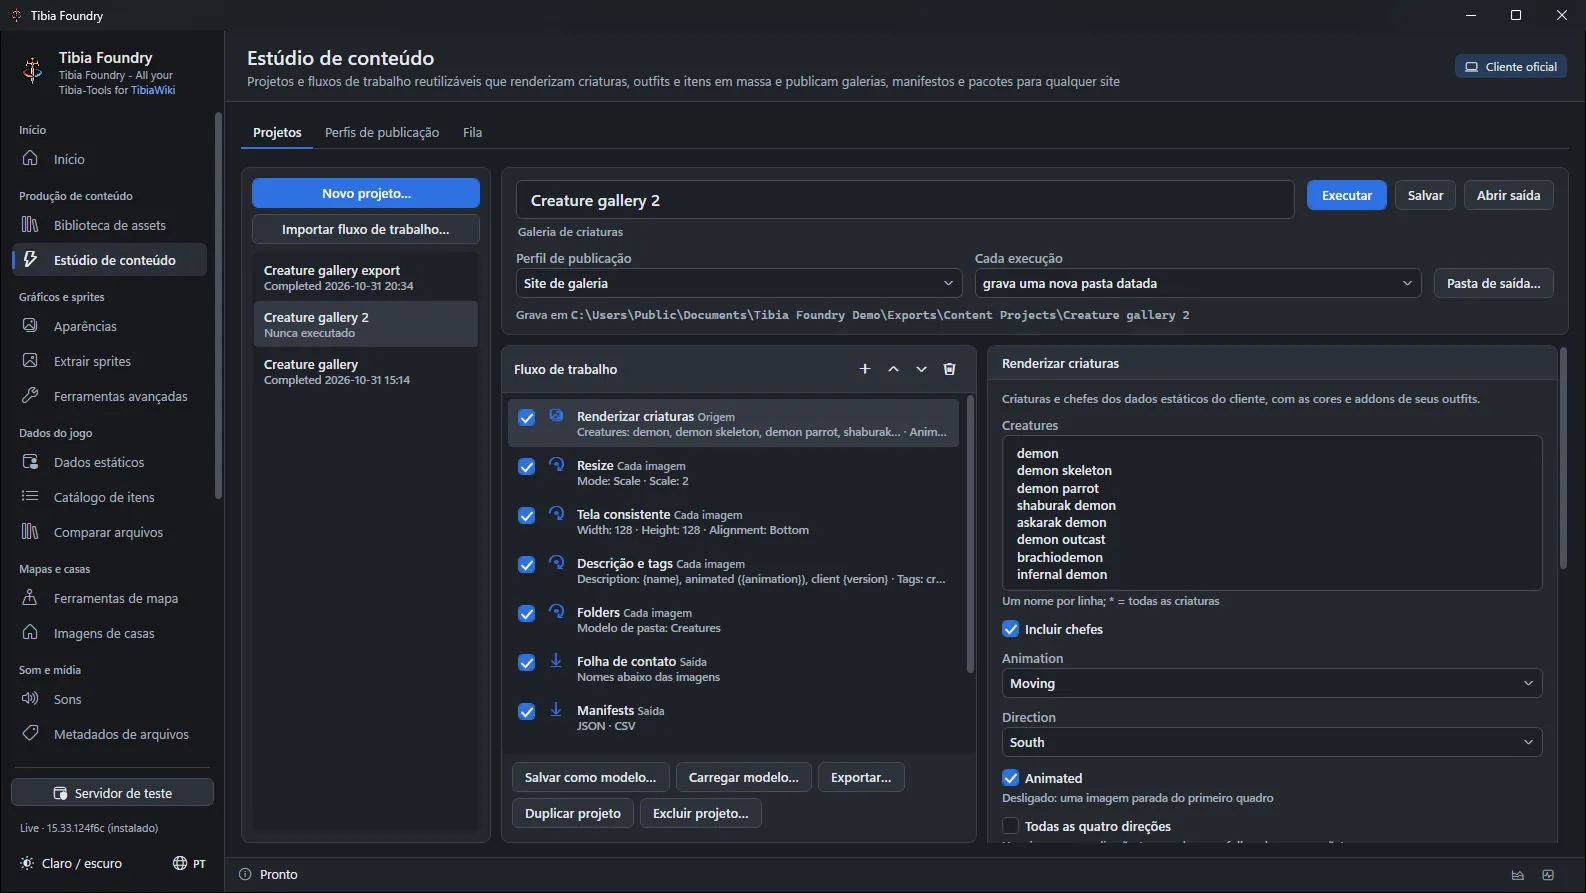 Tibia Foundry
Tibia Foundry
Tibia Foundry - All your
Tibia-Tools for TibiaWiki
Início
Início
Produção de conteúdo
Biblioteca de assets
Estúdio de conteúdo
Gráficos e sprites
Aparências
Extrair sprites
Ferramentas avançadas
Dados do jogo
Dados estáticos
Catálogo de itens
Comparar arquivos
Mapas e casas
Ferramentas de mapa
Imagens de casas
Som e mídia
Sons
Metadados de arquivos
Servidor de teste
Live · 15.33.124f6c (instalado)
Claro / escuro
PT
Estúdio de conteúdo
Projetos e fluxos de trabalho reutilizáveis que renderizam criaturas, outfits e itens em massa e publicam galerias, manifestos e pacotes para qualquer site
Cliente oficial
Projetos
Perfis de publicação
Fila
Novo projeto...
Importar fluxo de trabalho...
Creature gallery export
Completed 2026-10-31 20:34
Creature gallery 2
Nunca executado
Creature gallery
Completed 2026-10-31 15:14
Creature gallery 2
Executar
Salvar
Abrir saída
Galeria de criaturas
Perfil de publicação
Site de galeria
Cada execução
grava uma nova pasta datada
Pasta de saída...
Grava em C:\Users\Public\Documents\Tibia Foundry Demo\Exports\Content Projects\Creature gallery 2
Fluxo de trabalho
Renderizar criaturas Origem
Creatures: demon, demon skeleton, demon parrot, shaburak... · Anim...
Resize Cada imagem
Mode: Scale · Scale: 2
Tela consistente Cada imagem
Width: 128 · Height: 128 · Alignment: Bottom
Descrição e tags Cada imagem
Description: {name}, animated ({animation}), client {version} · Tags: cr...
Folders Cada imagem
Modelo de pasta: Creatures
Folha de contato Saída
Nomes abaixo das imagens
Manifests Saída
JSON · CSV
Salvar como modelo...
Carregar modelo...
Exportar...
Duplicar projeto
Excluir projeto...
Renderizar criaturas
Criaturas e chefes dos dados estáticos do cliente, com as cores e addons de seus outfits.
Creatures
demon
demon skeleton
demon parrot
shaburak demon
askarak demon
demon outcast
brachiodemon
infernal demon
Um nome por linha; * = todas as criaturas
Incluir chefes
Animation
Moving
Direction
South
Animated
Desligado: uma imagem parada do primeiro quadro
Todas as quatro direções
Pronto